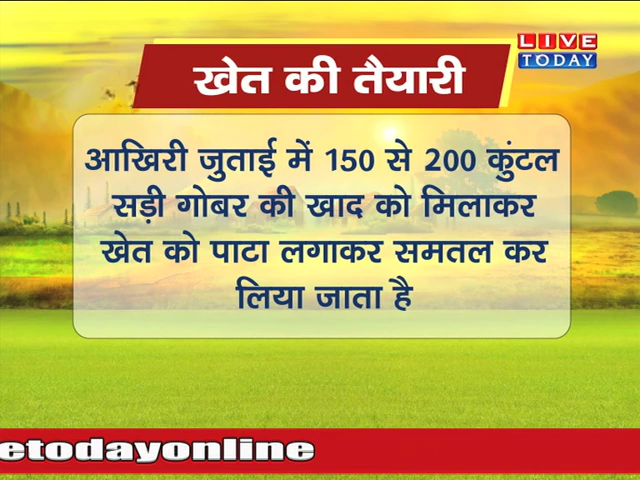 LIVE
TODAY
खेत की तैयारी
आखिरी जुताई में 150 से 200 कुंटल
सड़ी गोबर की खाद को मिलाकर
खेत को पाटा लगाकर समतल कर
लिया जाता है
etodayonline